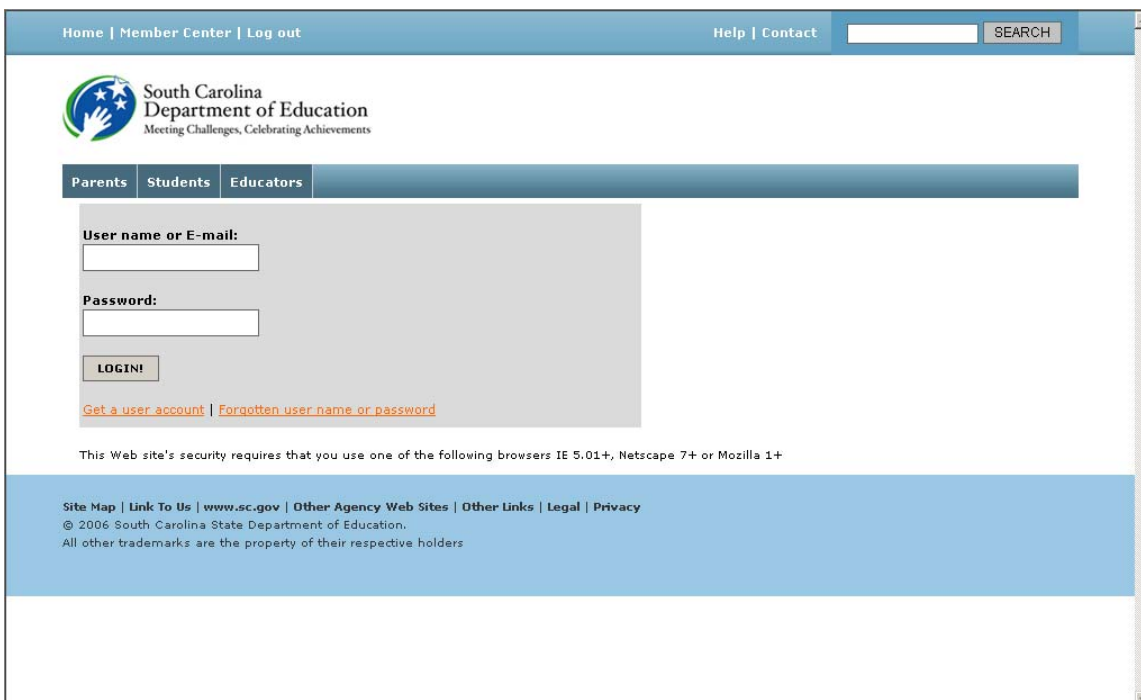 Home | Member Center | Log out Help | Contact SEARCH
South Carolina
Department of Education
Meeting Challenges, Celebrating Achievements
Parents Students Educators
User name or E-mail:
Password:
LOGIN!
Get a user account | Forgotten user name or password
This Web site's security requires that you use one of the following browsers IE 5.01+, Netscape 7+ or Mozilla 1+
Site Map | Link To Us | www.sc.gov | Other Agency Web Sites | Other Links | Legal | Privacy
© 2006 South Carolina State Department of Education.
All other trademarks are the property of their respective holders